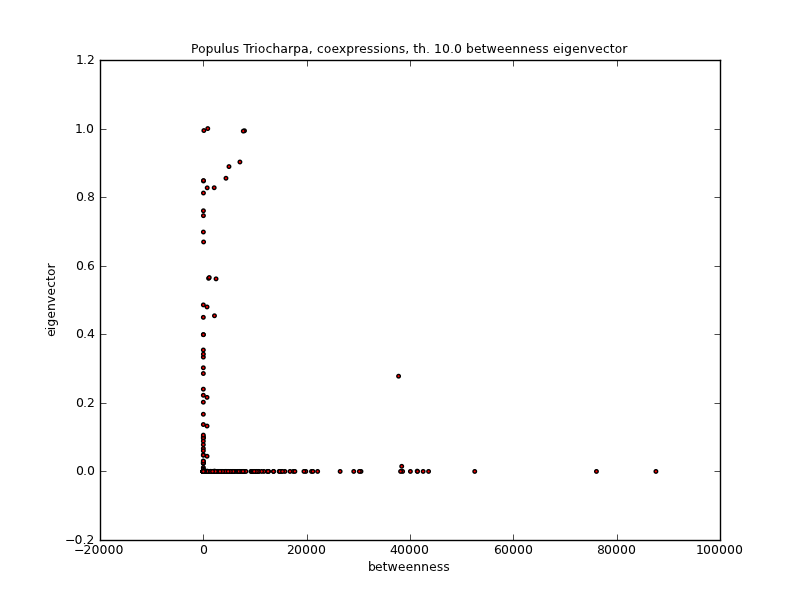 Populus Triocharpa, coexpressions, th. 10.0 betweenness eigenvector
1.2
1.0
0.8
0.6
0.4
0.2
0.0
−0.2
eigenvector
−20000 0 20000 40000 60000 80000 100000
betweenness